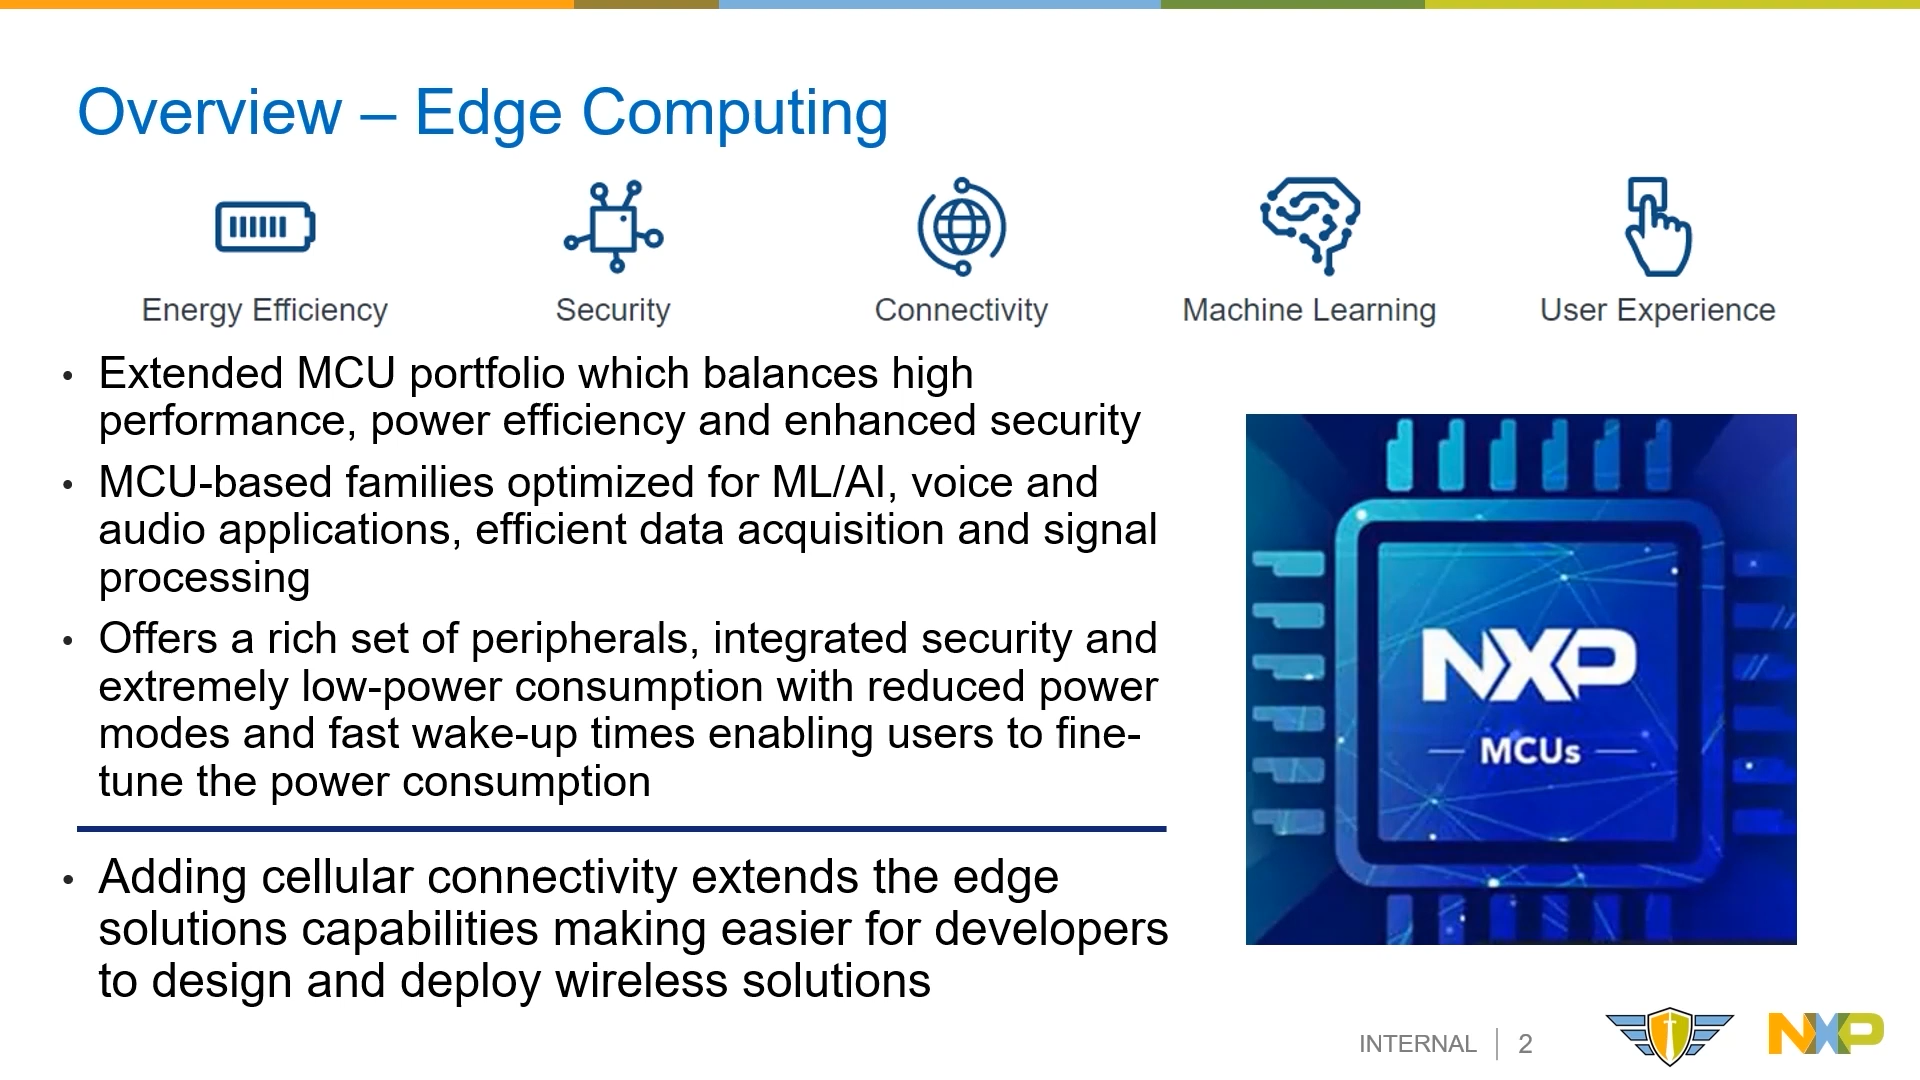 Overview – Edge Computing
Energy Efficiency
Security
Connectivity
Machine Learning
User Experience
• Extended MCU portfolio which balances high
performance, power efficiency and enhanced security
• MCU-based families optimized for ML/AI, voice and
audio applications, efficient data acquisition and signal
processing
• Offers a rich set of peripherals, integrated security and
extremely low-power consumption with reduced power
modes and fast wake-up times enabling users to fine-
tune the power consumption
• Adding cellular connectivity extends the edge
solutions capabilities making easier for developers
to design and deploy wireless solutions
NXP
— MCUs —
INTERNAL | 2
NXP